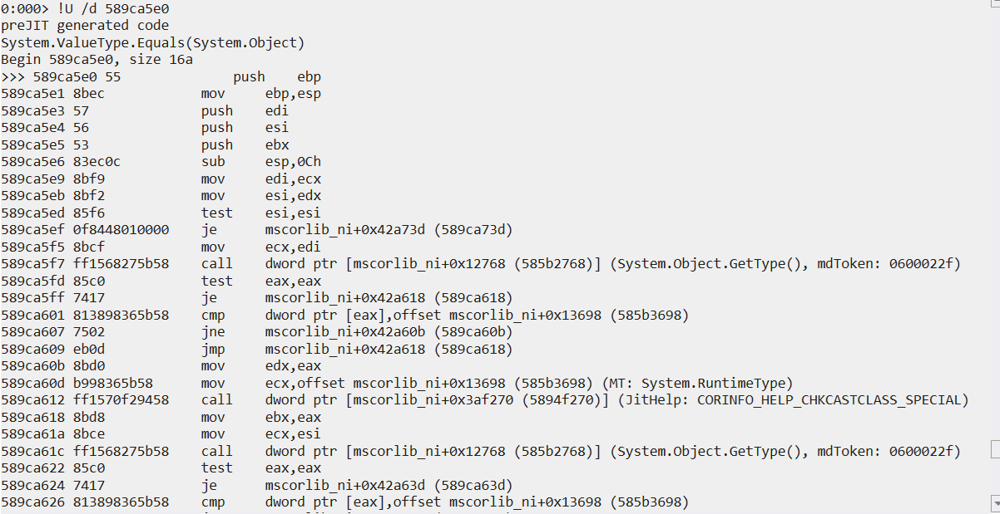 0:000> !U /d 589ca5e0
preJIT generated code
System.ValueType.Equals(System.Object)
Begin 589ca5e0, size 16a
>>> 589ca5e0 55 push ebp
589ca5e1 8bec mov ebp,esp
589ca5e3 57 push edi
589ca5e4 56 push esi
589ca5e5 53 push ebx
589ca5e6 83ec0c sub esp,0Ch
589ca5e9 8bf9 mov edi,ecx
589ca5eb 8bf2 mov esi,edx
589ca5ed 85f6 test esi,esi
589ca5ef 0f8448010000 je mscorlib_ni+0x42a73d (589ca73d)
589ca5f5 8bcf mov ecx,edi
589ca5f7 ff1568275b58 call dword ptr [mscorlib_ni+0x12768 (585b2768)] (System.Object.GetType(), mdToken: 0600022f)
589ca5fd 85c0 test eax,eax
589ca5ff 7417 je mscorlib_ni+0x42a618 (589ca618)
589ca601 813898365b58 cmp dword ptr [eax],offset mscorlib_ni+0x13698 (585b3698)
589ca607 7502 jne mscorlib_ni+0x42a60b (589ca60b)
589ca609 eb0d jmp mscorlib_ni+0x42a618 (589ca618)
589ca60b 8bd0 mov edx,eax
589ca60d b998365b58 mov ecx,offset mscorlib_ni+0x13698 (585b3698) (MT: System.RuntimeType)
589ca612 ff1570f29458 call dword ptr [mscorlib_ni+0x3af270 (5894f270)] (JitHelp: CORINFO_HELP_CHKCASTCLASS_SPECIAL)
589ca618 8bd8 mov ebx,eax
589ca61a 8bce mov ecx,esi
589ca61c ff1568275b58 call dword ptr [mscorlib_ni+0x12768 (585b2768)] (System.Object.GetType(), mdToken: 0600022f)
589ca622 85c0 test eax,eax
589ca624 7417 je mscorlib_ni+0x42a63d (589ca63d)
589ca626 813898365b58 cmp dword ptr [eax],offset mscorlib_ni+0x13698 (585b3698)